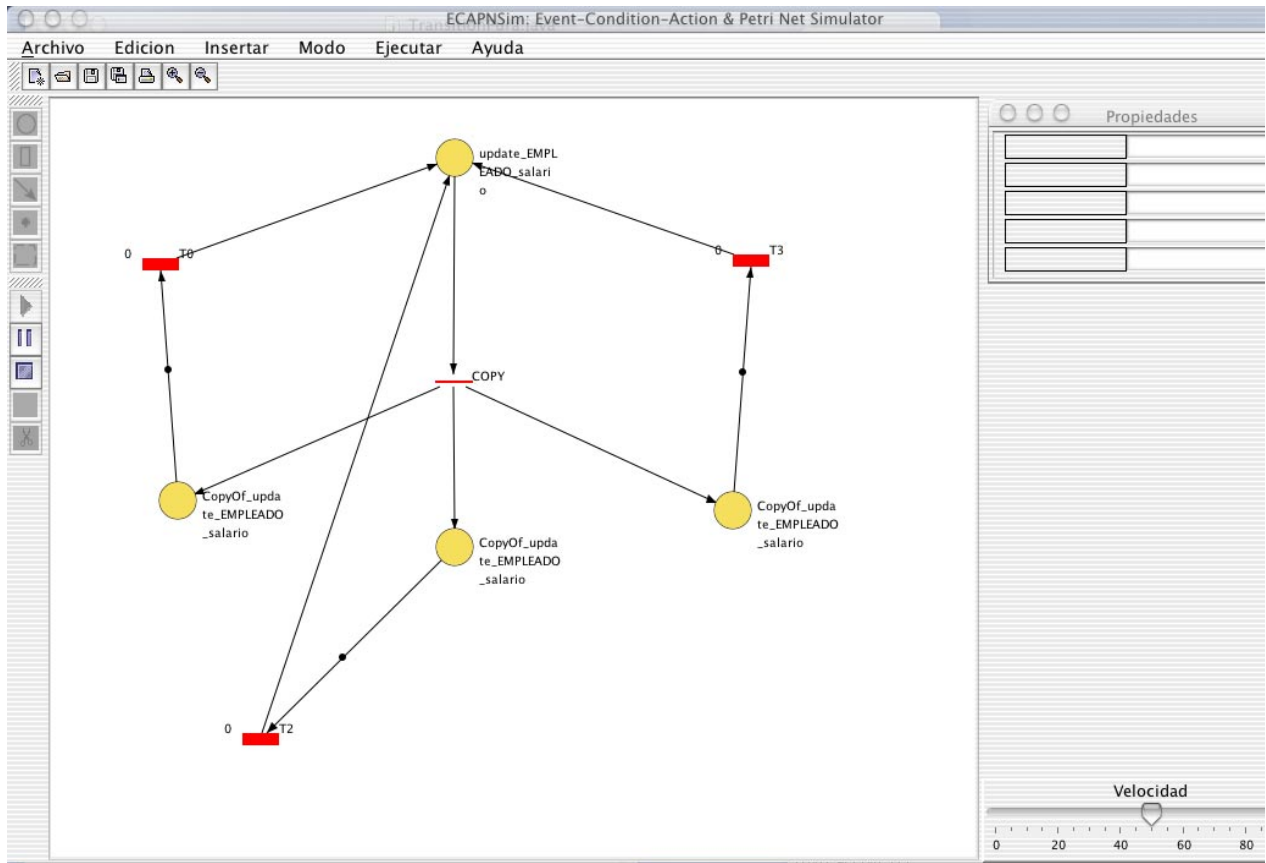 ECAPNSim: Event-Condition-Action & Petri Net Simulator
Archivo Edicion Insertar Modo Ejecutar Ayuda
Propiedades
update_EMPL
EADO_salari
o
0 T0
0 T3
COPY
CopyOf_upda
te_EMPLEADO
_salario
CopyOf_upda
te_EMPLEADO
_salario
CopyOf_upda
te_EMPLEADO
_salario
0 T2
Velocidad
0 20 40 60 80